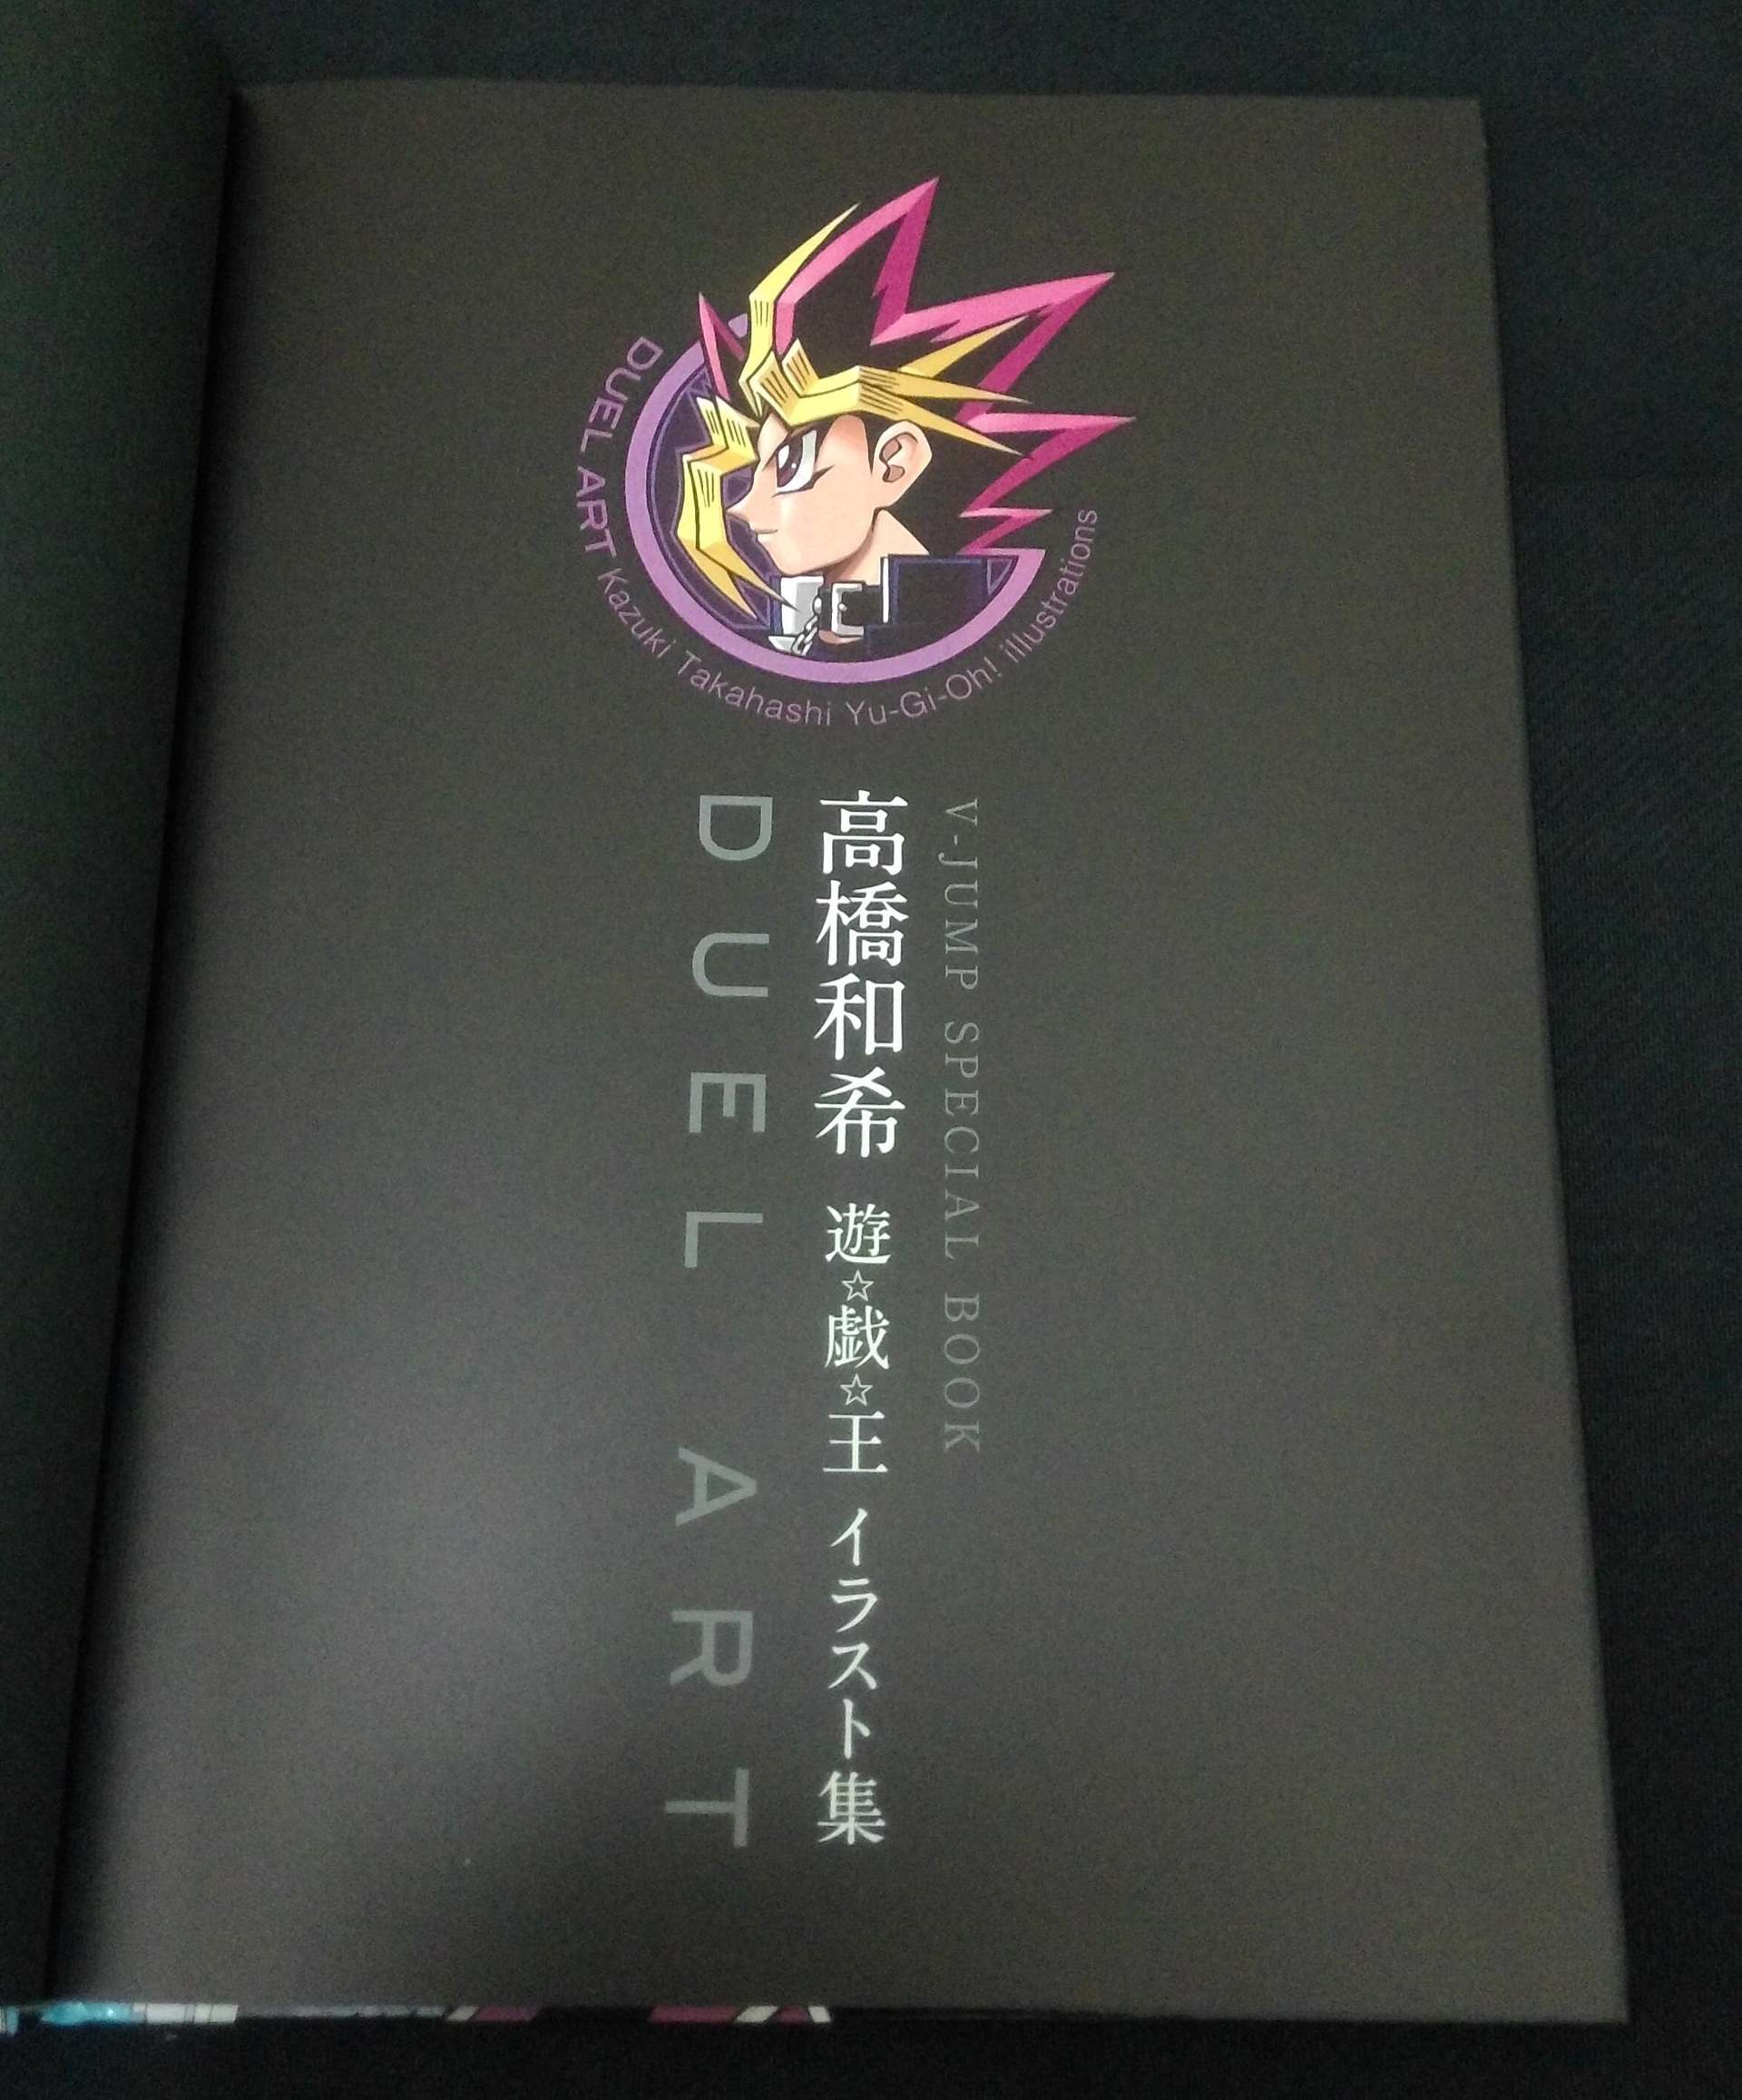 DUEL ART Kazuki Takahashi Yu-Gi-Oh! illustrations
V-JUMP SPECIAL BOOK
高橋和希 遊☆戯☆王 イラスト集
DUEL ART